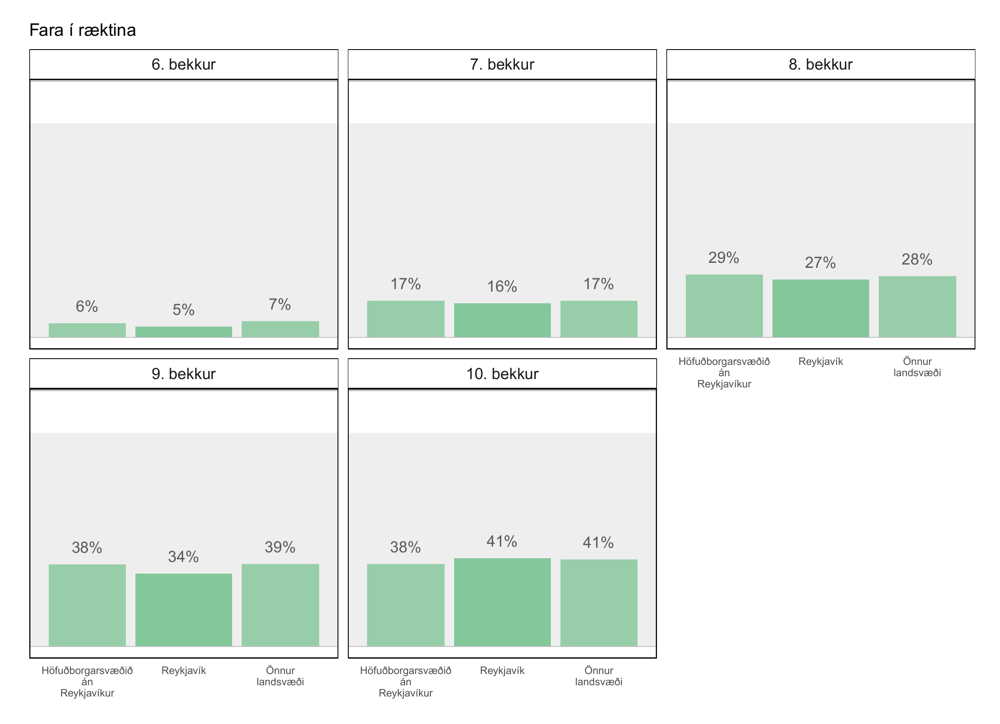 Fara í ræktina
6. bekkur
7. bekkur
8. bekkur
6%
5%
7%
17%
16%
17%
29%
27%
28%
Höfuðborgarsvæðið
án
Reykjavíkur
Reykjavík
Önnur
landsvæði
9. bekkur
10. bekkur
38%
34%
39%
38%
41%
41%
Höfuðborgarsvæðið
án
Reykjavíkur
Reykjavík
Önnur
landsvæði
Höfuðborgarsvæðið
án
Reykjavíkur
Reykjavík
Önnur
landsvæði